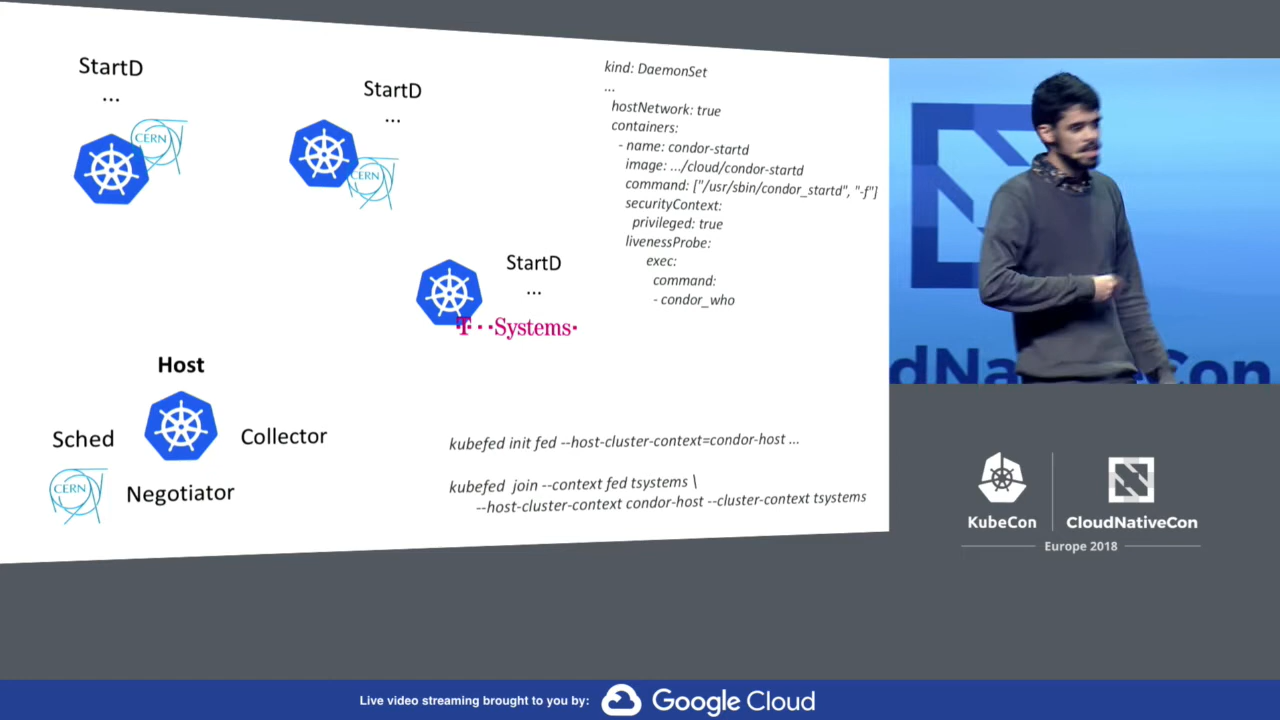 StartD
...
CERN
StartD
...
CERN
StartD
...
T··Systems·
Host
Sched
Collector
CERN
Negotiator
kind: DaemonSet
...
hostNetwork: true
containers:
- name: condor-startd
image: .../cloud/condor-startd
command: ["/usr/sbin/condor_startd", "-f"]
securityContext:
privileged: true
livenessProbe:
exec:
command:
- condor_who
kubefed init fed --host-cluster-context=condor-host ...
kubefed join --context fed tsystems \
--host-cluster-context condor-host --cluster-context tsystems
dNa
Con
KubeCon
CloudNativeCon
Europe 2018
Live video streaming brought to you by:
Google Cloud